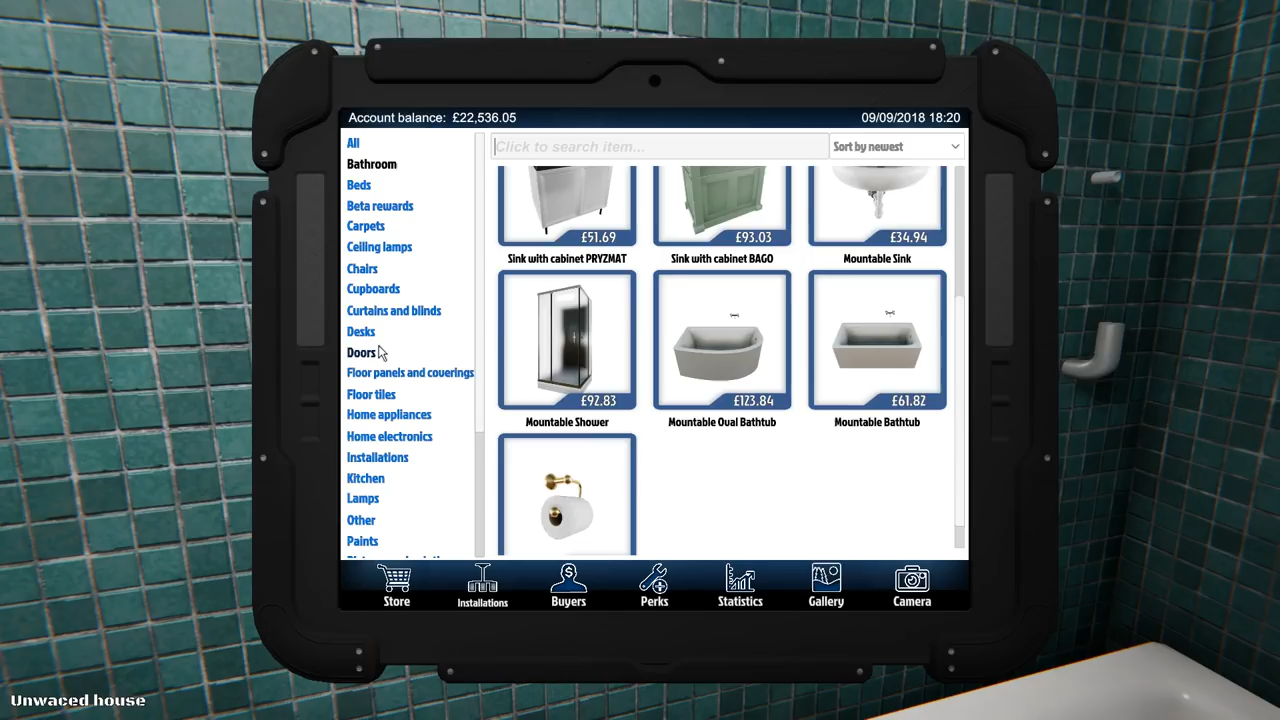 Account balance: £22,536.05
09/09/2018 18:20
All
Bathroom
Beds
Beta rewards
Carpets
Ceiling lamps
Chairs
Cupboards
Curtains and blinds
Desks
Doors
Floor panels and coverings
Floor tiles
Home appliances
Home electronics
Installations
Kitchen
Lamps
Other
Paints
Click to search item...
Sort by newest
£51.69
£93.03
£34.94
Sink with cabinet PRYZMAT
Sink with cabinet BAGO
Mountable Sink
£92.83
£123.84
£61.82
Mountable Shower
Mountable Oval Bathtub
Mountable Bathtub
Store
Installations
Buyers
Perks
Statistics
Gallery
Camera
Unwaced house